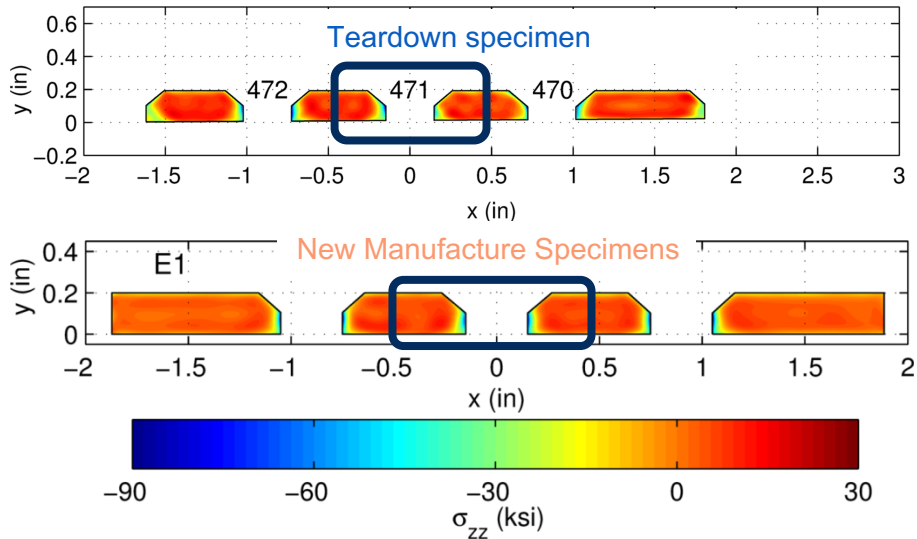 Teardown specimen
0.6
0.4
0.2
0
−0.2
y (in)
472 471 470
−2 −1.5 −1 −0.5 0 0.5 1 1.5 2 2.5 3
x (in)
New Manufacture Specimens
E1
0.4
0.2
0
y (in)
−2 −1.5 −1 −0.5 0 0.5 1 1.5 2
x (in)
−90 −60 −30 0 30
σzz (ksi)